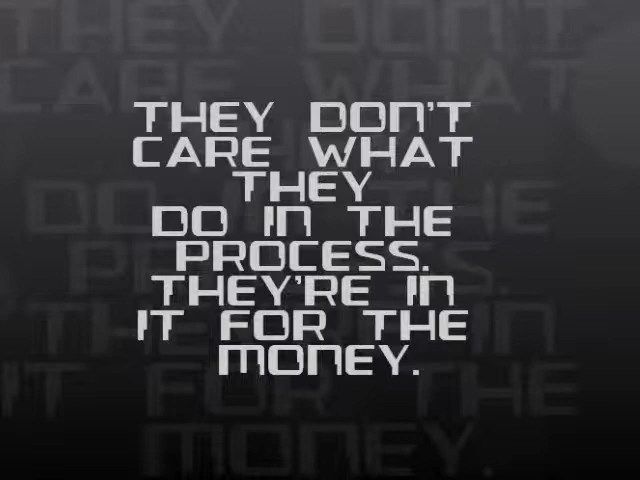 THEY DON'T
CARE WHAT
THEY
DO IN THE
PROCESS.
THEY'RE IN
IT FOR THE
MONEY.